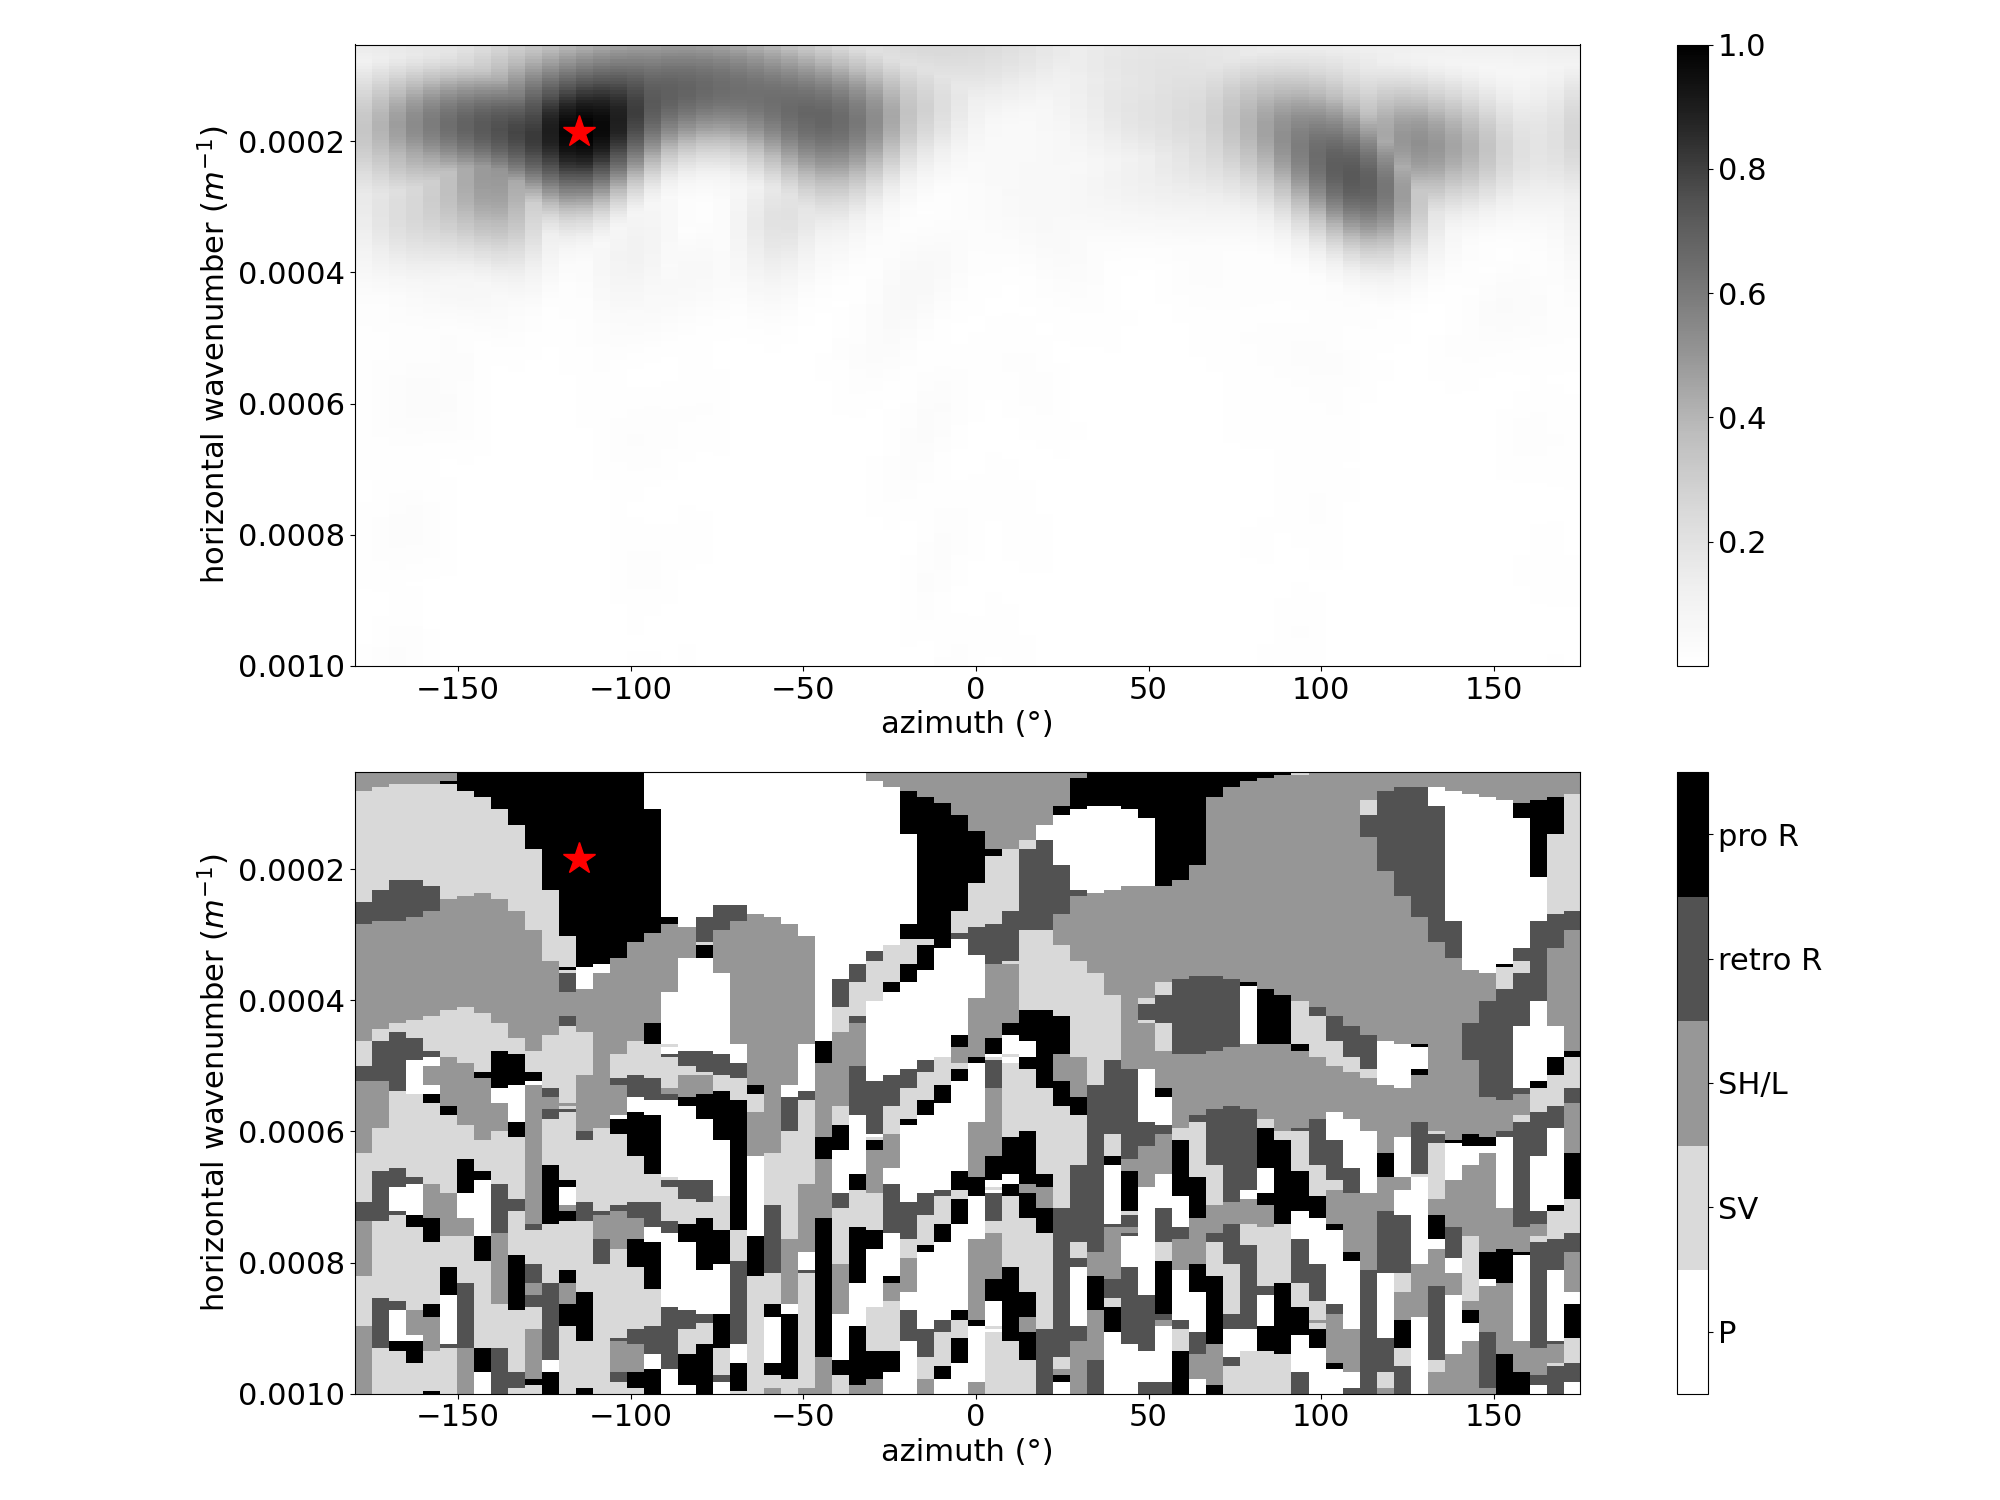 horizontal wavenumber (m⁻¹)
0.0002
0.0004
0.0006
0.0008
0.0010
−150 −100 −50 0 50 100 150
azimuth (°)
1.0
0.8
0.6
0.4
0.2
horizontal wavenumber (m⁻¹)
0.0002
0.0004
0.0006
0.0008
0.0010
−150 −100 −50 0 50 100 150
azimuth (°)
pro R
retro R
SH/L
SV
P